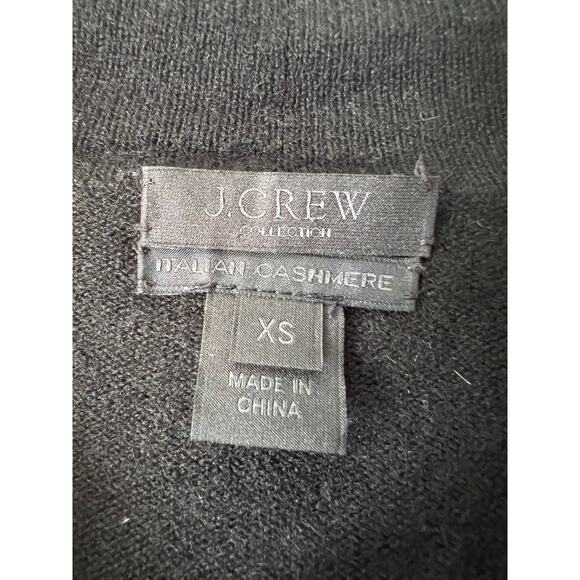 J.CREW
COLLECTION
ITALIAN CASHMERE
XS
MADE IN
CHINA